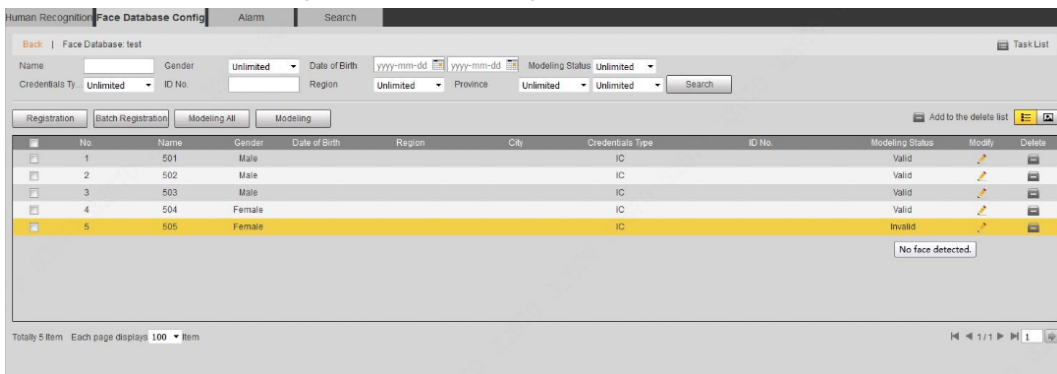 Human Recognition Face Database Config Alarm Search
Back | Face Database: test Task List
Name Gender Unlimited Date of Birth yyyy-mm-dd yyyy-mm-dd Modeling Status Unlimited
Credentials Ty... Unlimited ID No. Region Unlimited Province Unlimited Unlimited Search
Registration Batch Registration Modeling All Modeling Add to the delete list
No. Name Gender Date of Birth Region City Credentials Type ID No. Modeling Status Modify Delete
1 501 Male IC Valid
2 502 Male IC Valid
3 503 Male IC Valid
4 504 Female IC Valid
5 505 Female IC Invalid
No face detected.
Totally 5 Item Each page displays 100 Item 1/1 1